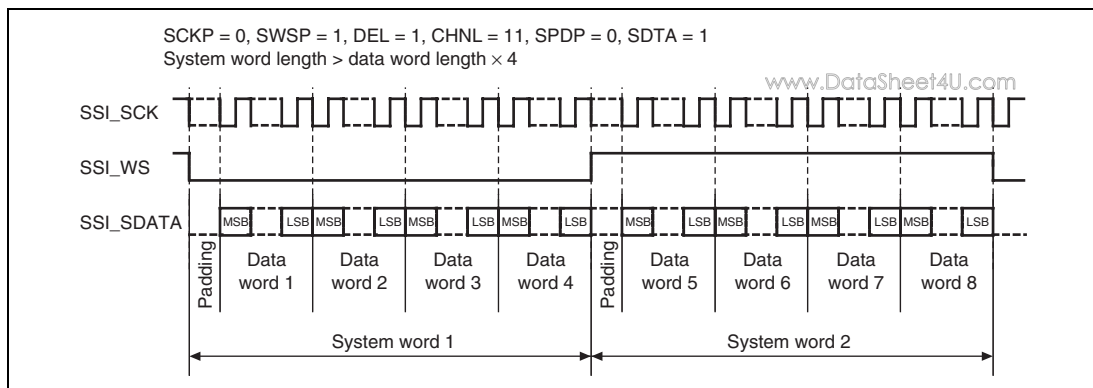 SCKP = 0, SWSP = 1, DEL = 1, CHNL = 11, SPDP = 0, SDTA = 1
System word length > data word length × 4
www.DataSheet4U.com
SSI_SCK
SSI_WS
SSI_SDATA
MSB LSB MSB LSB MSB LSB MSB LSB MSB LSB MSB LSB MSB LSB MSB LSB
Padding
Data word 1
Data word 2
Data word 3
Data word 4
Padding
Data word 5
Data word 6
Data word 7
Data word 8
System word 1
System word 2